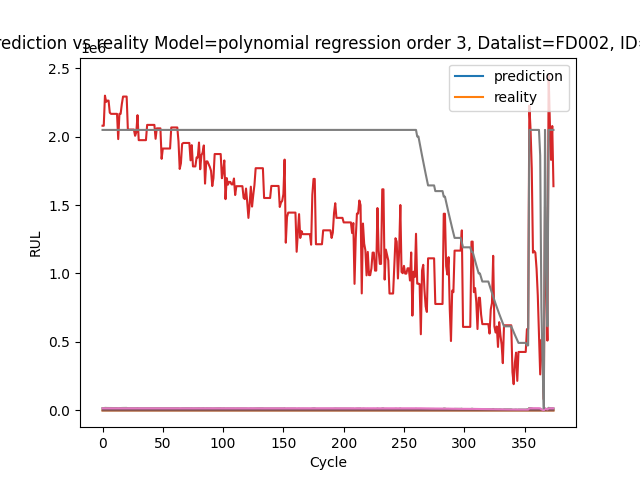 rediction vs reality Model=polynomial regression order 3, Datalist=FD002, ID=
1e6
2.5
2.0
1.5
1.0
0.5
0.0
RUL
prediction
reality
0 50 100 150 200 250 300 350
Cycle